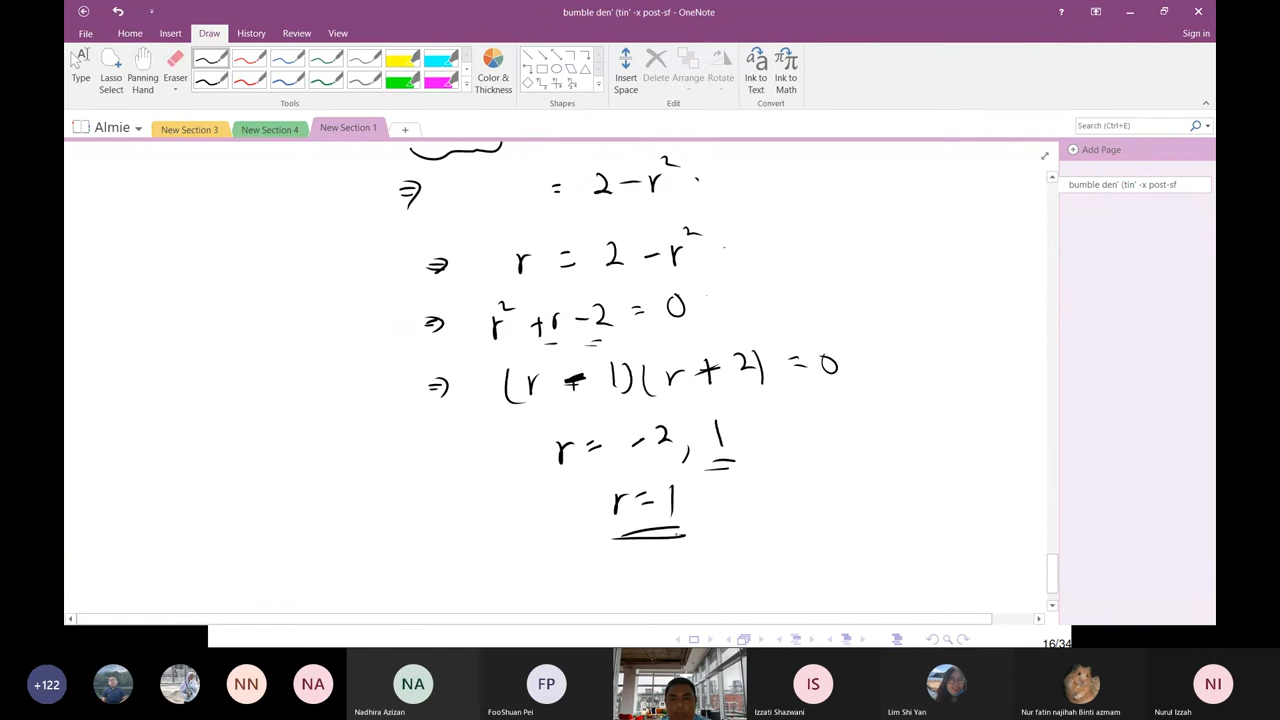 bumble den' (tin' -x post-sf - OneNote
File Home Insert Draw History Review View
Sign in
Type
Lasso Select
Panning Hand
Eraser
Color & Thickness
Insert Space
Delete
Arrange
Rotate
Ink to Text
Ink to Math
Tools
Shapes
Edit
Convert
Almie
New Section 3
New Section 4
New Section 1
Search (Ctrl+E)
Add Page
bumble den' (tin' -x post-sf
⇒ = 2 - r².
⇒ r = 2 - r²
⇒ r² + r - 2 = 0
⇒ (r - 1)(r + 2) = 0
r = -2, 1
r = 1
16/34
+122
NN
NA
NA
FP
IS
NI
Nadhira Azizan
FooShuan Pei
Izzati Shazwani
Lim Shi Yan
Nur fatin najihah Binti azmam
Nurul Izzah